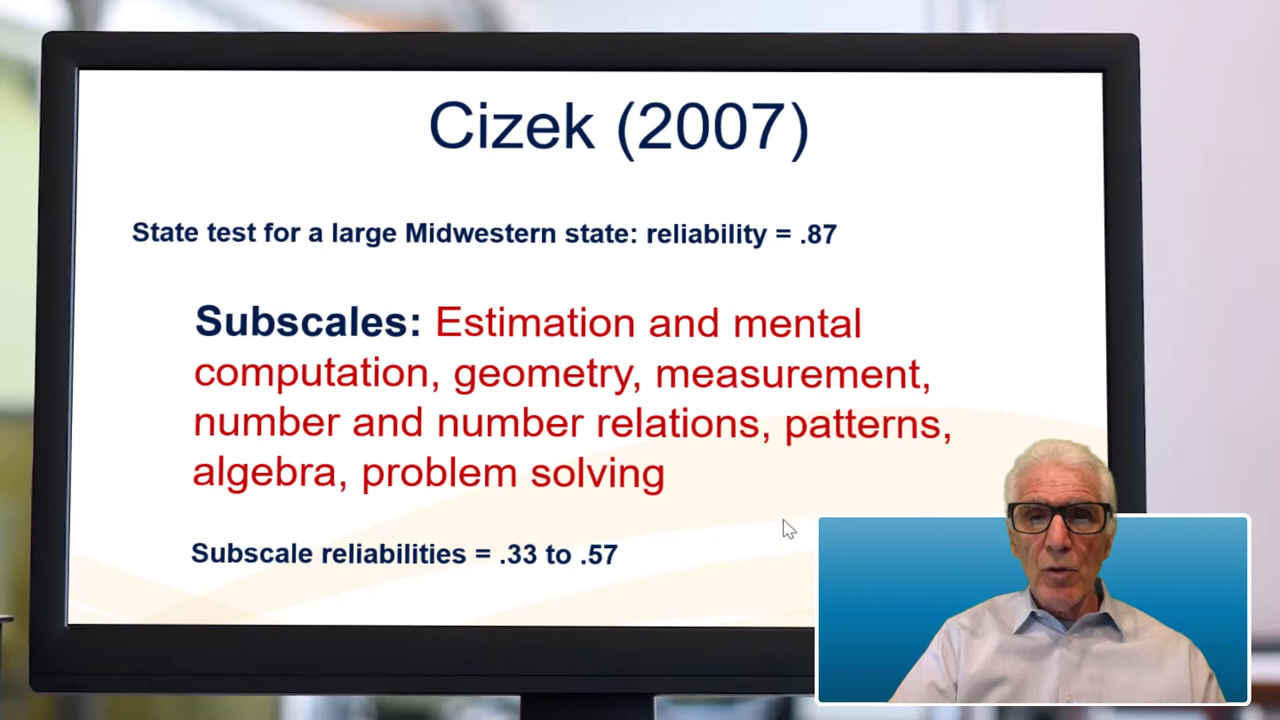 Cizek (2007)
State test for a large Midwestern state: reliability = .87
Subscales: Estimation and mental
computation, geometry, measurement,
number and number relations, patterns,
algebra, problem solving
Subscale reliabilities = .33 to .57